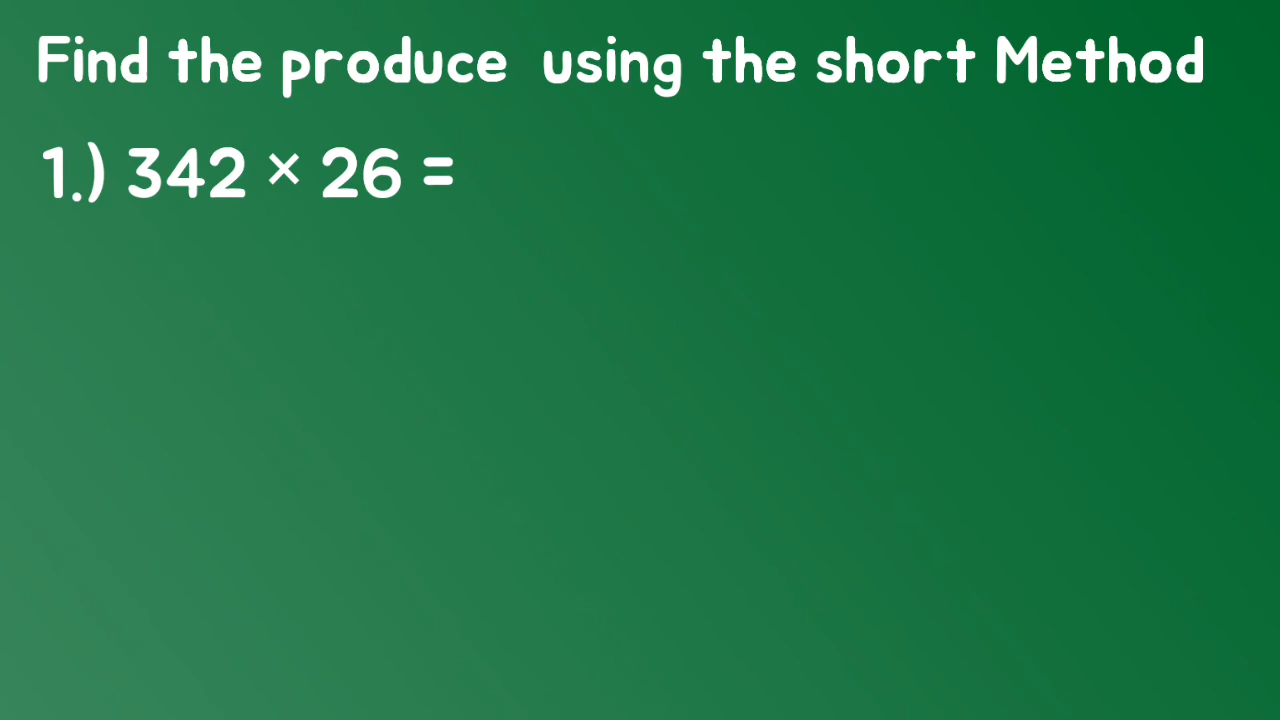 Find the produce  using the short Method
1.) 342 × 26 =